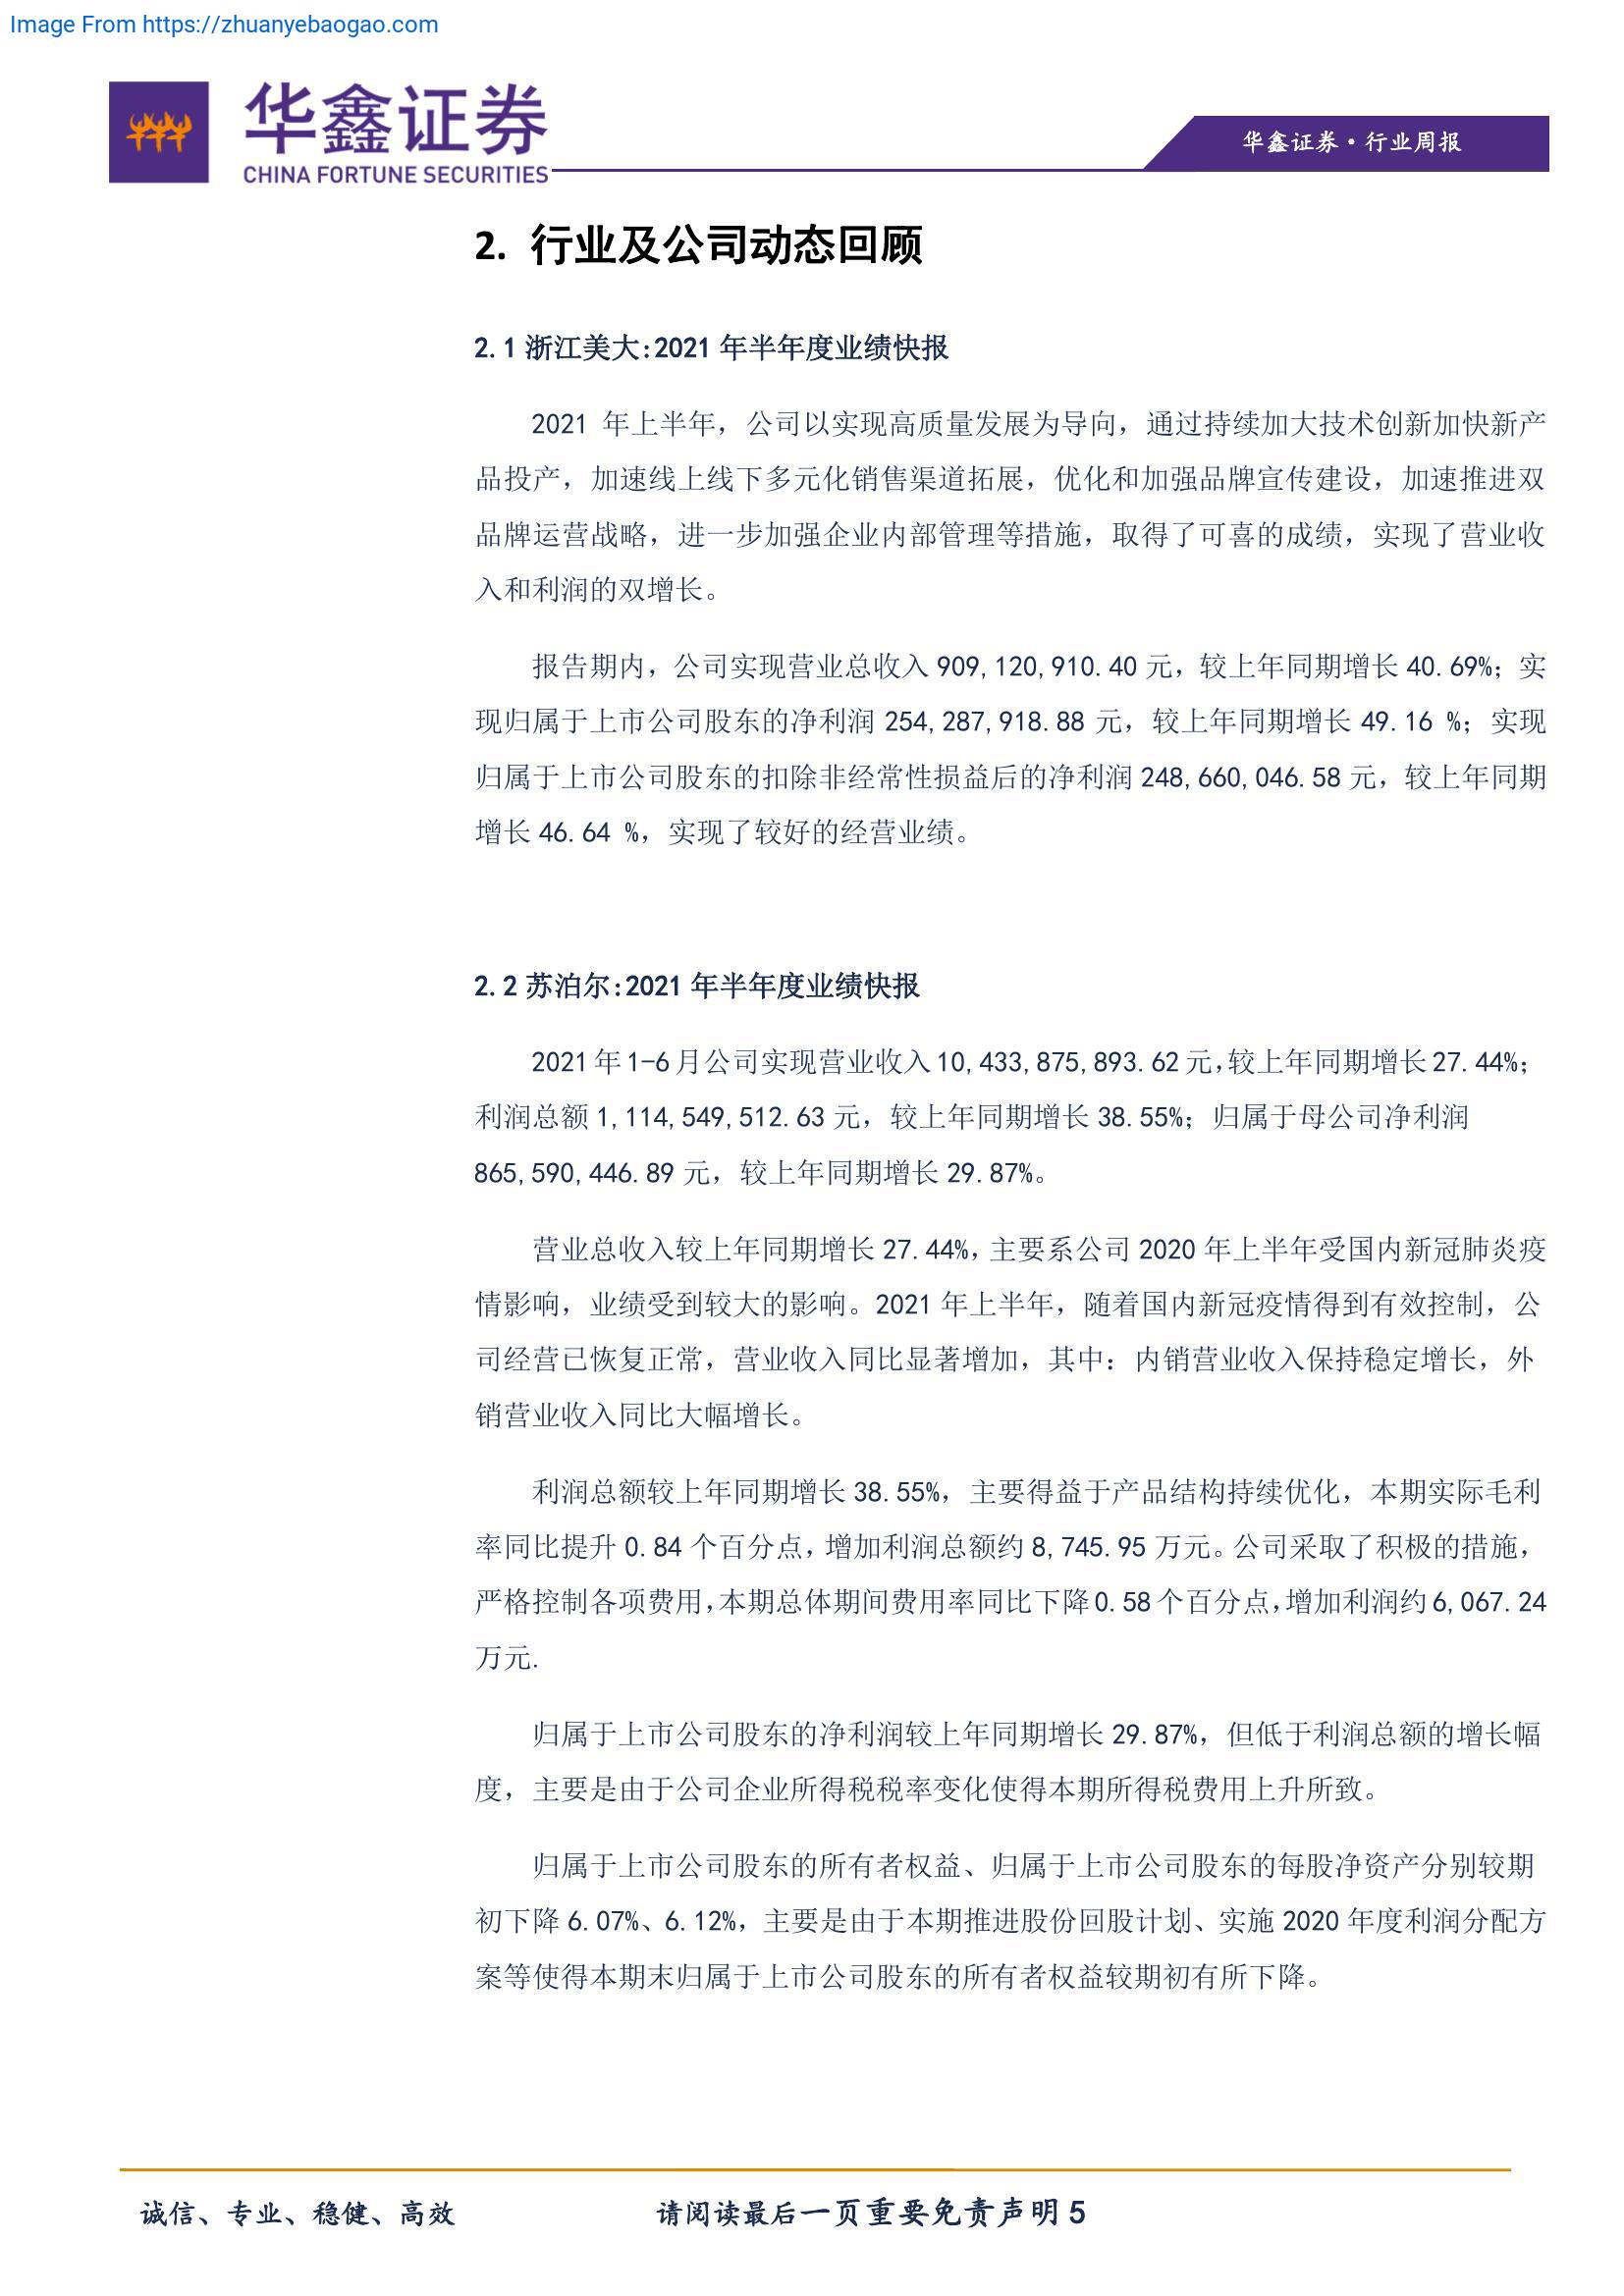 Image From https://zhuanyebaogao.com
华鑫证券
CHINA FORTUNE SECURITIES
华鑫证券·行业周报
2. 行业及公司动态回顾
2.1 浙江美大:2021 年半年度业绩快报
2021 年上半年，公司以实现高质量发展为导向，通过持续加大技术创新加快新产
品投产，加速线上线下多元化销售渠道拓展，优化和加强品牌宣传建设，加速推进双
品牌运营战略，进一步加强企业内部管理等措施，取得了可喜的成绩，实现了营业收
入和利润的双增长。
报告期内，公司实现营业总收入 909,120,910.40 元，较上年同期增长 40.69%；实
现归属于上市公司股东的净利润 254,287,918.88 元，较上年同期增长 49.16 %；实现
归属于上市公司股东的扣除非经常性损益后的净利润 248,660,046.58 元，较上年同期
增长 46.64 %，实现了较好的经营业绩。
2.2 苏泊尔:2021 年半年度业绩快报
2021 年 1-6 月公司实现营业收入 10,433,875,893.62 元，较上年同期增长 27.44%；
利润总额 1,114,549,512.63 元，较上年同期增长 38.55%；归属于母公司净利润
865,590,446.89 元，较上年同期增长 29.87%。
营业总收入较上年同期增长 27.44%，主要系公司 2020 年上半年受国内新冠肺炎疫
情影响，业绩受到较大的影响。2021 年上半年，随着国内新冠疫情得到有效控制，公
司经营已恢复正常，营业收入同比显著增加，其中：内销营业收入保持稳定增长，外
销营业收入同比大幅增长。
利润总额较上年同期增长 38.55%，主要得益于产品结构持续优化，本期实际毛利
率同比提升 0.84 个百分点，增加利润总额约 8,745.95 万元。公司采取了积极的措施，
严格控制各项费用，本期总体期间费用率同比下降 0.58 个百分点，增加利润约 6,067.24
万元.
归属于上市公司股东的净利润较上年同期增长 29.87%，但低于利润总额的增长幅
度，主要是由于公司企业所得税税率变化使得本期所得税费用上升所致。
归属于上市公司股东的所有者权益、归属于上市公司股东的每股净资产分别较期
初下降 6.07%、6.12%，主要是由于本期推进股份回股计划、实施 2020 年度利润分配方
案等使得本期末归属于上市公司股东的所有者权益较期初有所下降。
诚信、专业、稳健、高效
请阅读最后一页重要免责声明 5